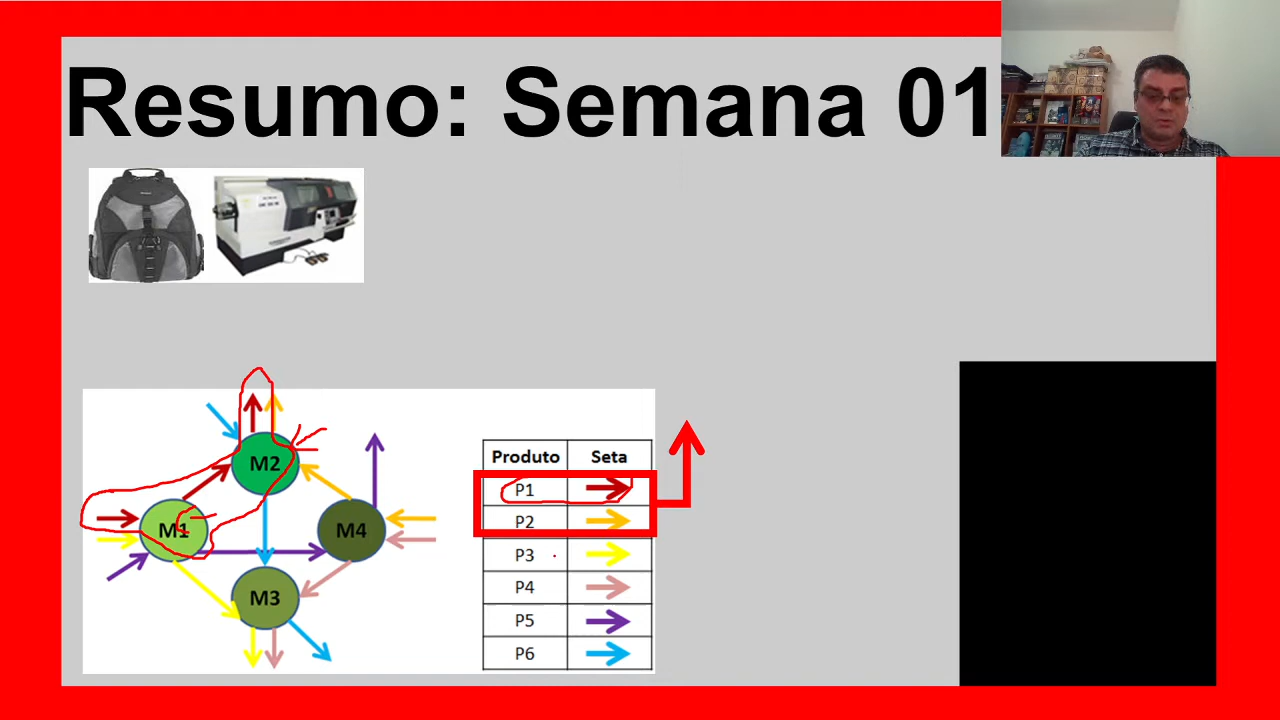 Resumo: Semana 01
M2
M1
M4
M3
Produto Seta
P1
P2
P3
P4
P5
P6